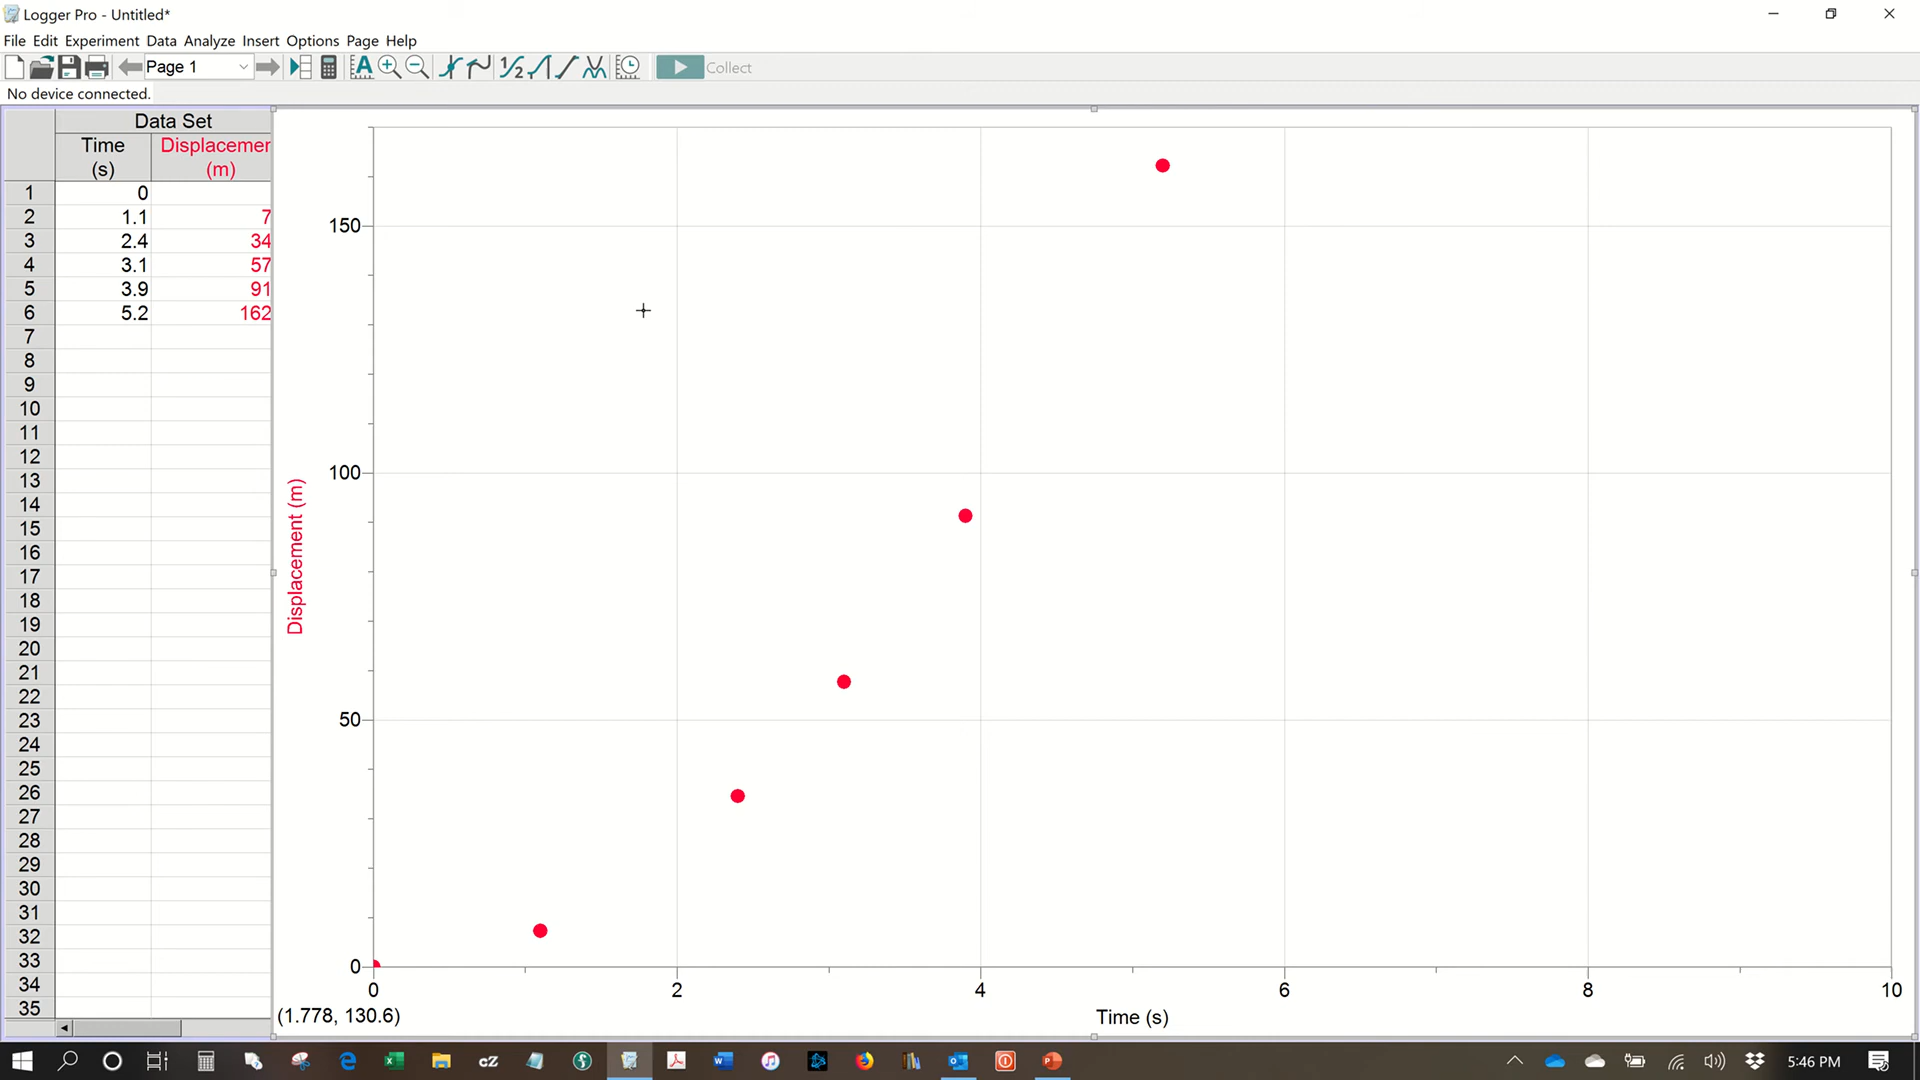 Logger Pro - Untitled*
File Edit Experiment Data Analyze Insert Options Page Help
Page 1
Collect
No device connected.
Data Set
Time Displacemen
(s) (m)
1 0
2 1.1 7
3 2.4 34
4 3.1 57
5 3.9 91
6 5.2 162
7
8
9
10
11
12
13
14
15
16
17
18
19
20
21
22
23
24
25
26
27
28
29
30
31
32
33
34
35
150
100
50
0
Displacement (m)
0 2 4 6 8 10
(1.778, 130.6)
Time (s)
5:46 PM